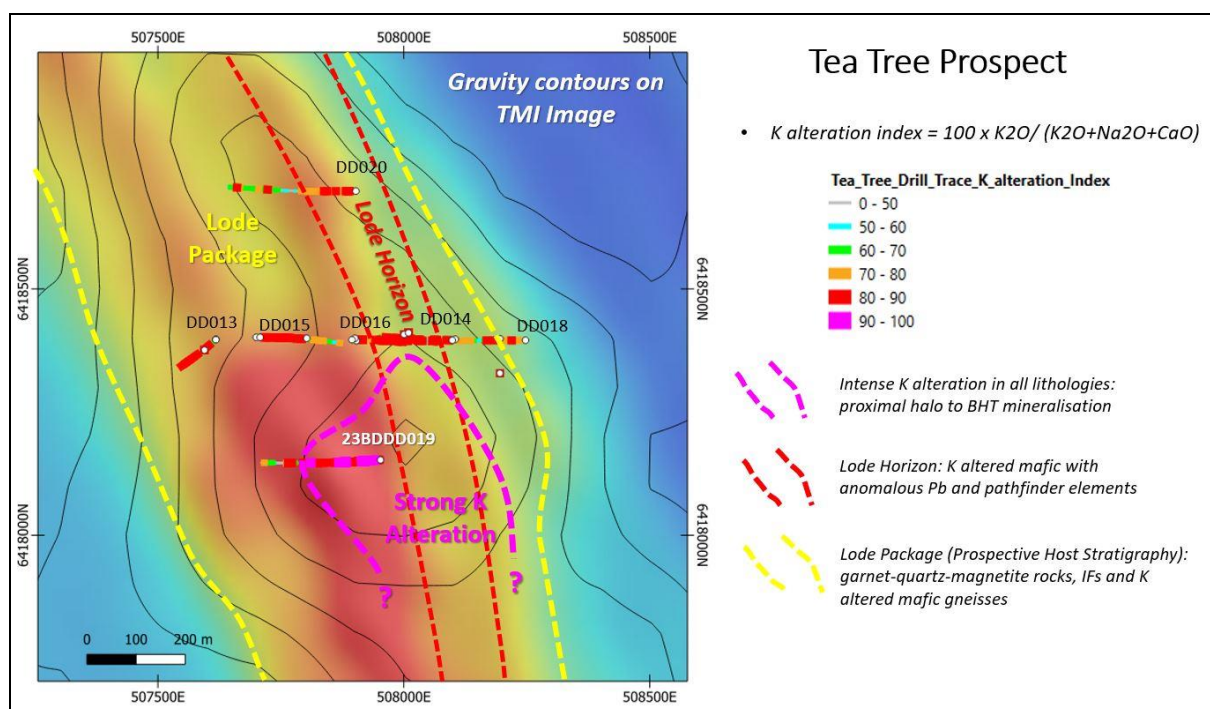 507500E 508000E 508500E
Gravity contours on
TMI Image
DD020
Lode
Package
Lode Horizon
6418500N
6418500N
DD013
DD015
DD016
DD014
DD018
23BDDD019
Strong K
Alteration
6418000N
6418000N
?
?
0 100 200 m
507500E 508000E 508500E
Tea Tree Prospect
• K alteration index = 100 x K2O/ (K2O+Na2O+CaO)
Tea_Tree_Drill_Trace_K_alteration_Index
0 - 50
50 - 60
60 - 70
70 - 80
80 - 90
90 - 100
Intense K alteration in all lithologies:
proximal halo to BHT mineralisation
Lode Horizon: K altered mafic with
anomalous Pb and pathfinder elements
Lode Package (Prospective Host Stratigraphy):
garnet-quartz-magnetite rocks, IFs and K
altered mafic gneisses